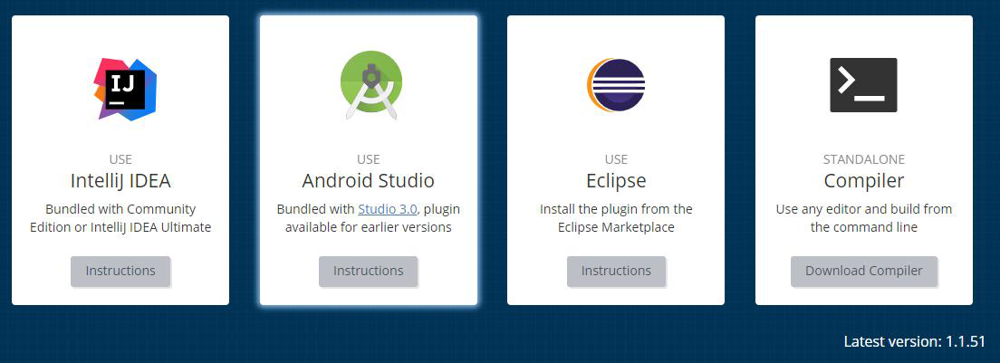 IJ
USE
IntelliJ IDEA
Bundled with Community
Edition or IntelliJ IDEA Ultimate
Instructions
USE
Android Studio
Bundled with Studio 3.0, plugin
available for earlier versions
Instructions
USE
Eclipse
Install the plugin from the
Eclipse Marketplace
Instructions
STANDALONE
Compiler
Use any editor and build from
the command line
Download Compiler
Latest version: 1.1.51